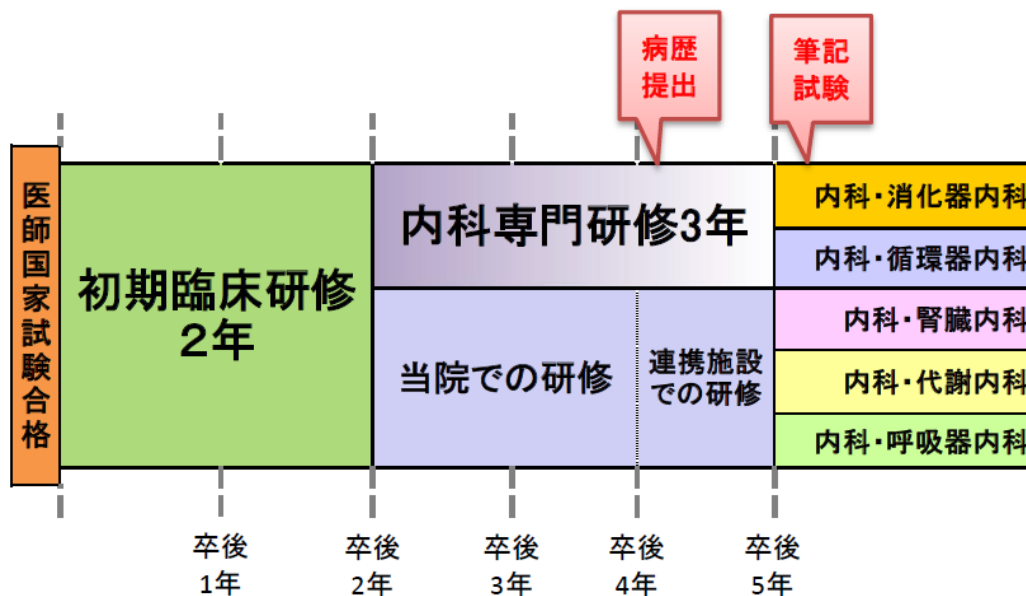 病歴
提出
筆記
試験
医師国家試験合格
初期臨床研修
２年
内科専門研修3年
当院での研修
連携施設
での研修
内科・消化器内科
内科・循環器内科
内科・腎臓内科
内科・代謝内科
内科・呼吸器内科
卒後
1年
卒後
2年
卒後
3年
卒後
4年
卒後
5年